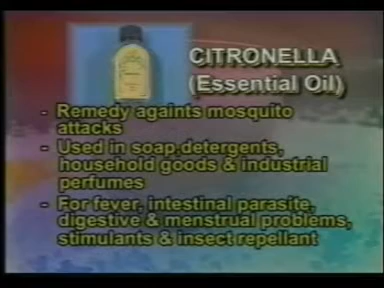 CITRONELLA
(Essential Oil)
- Remedy againts mosquito
attacks
- Used in soap,detergents,
household goods & industrial
perfumes
- For fever, intestinal parasite,
digestive & menstrual problems,
stimulants & insect repellant